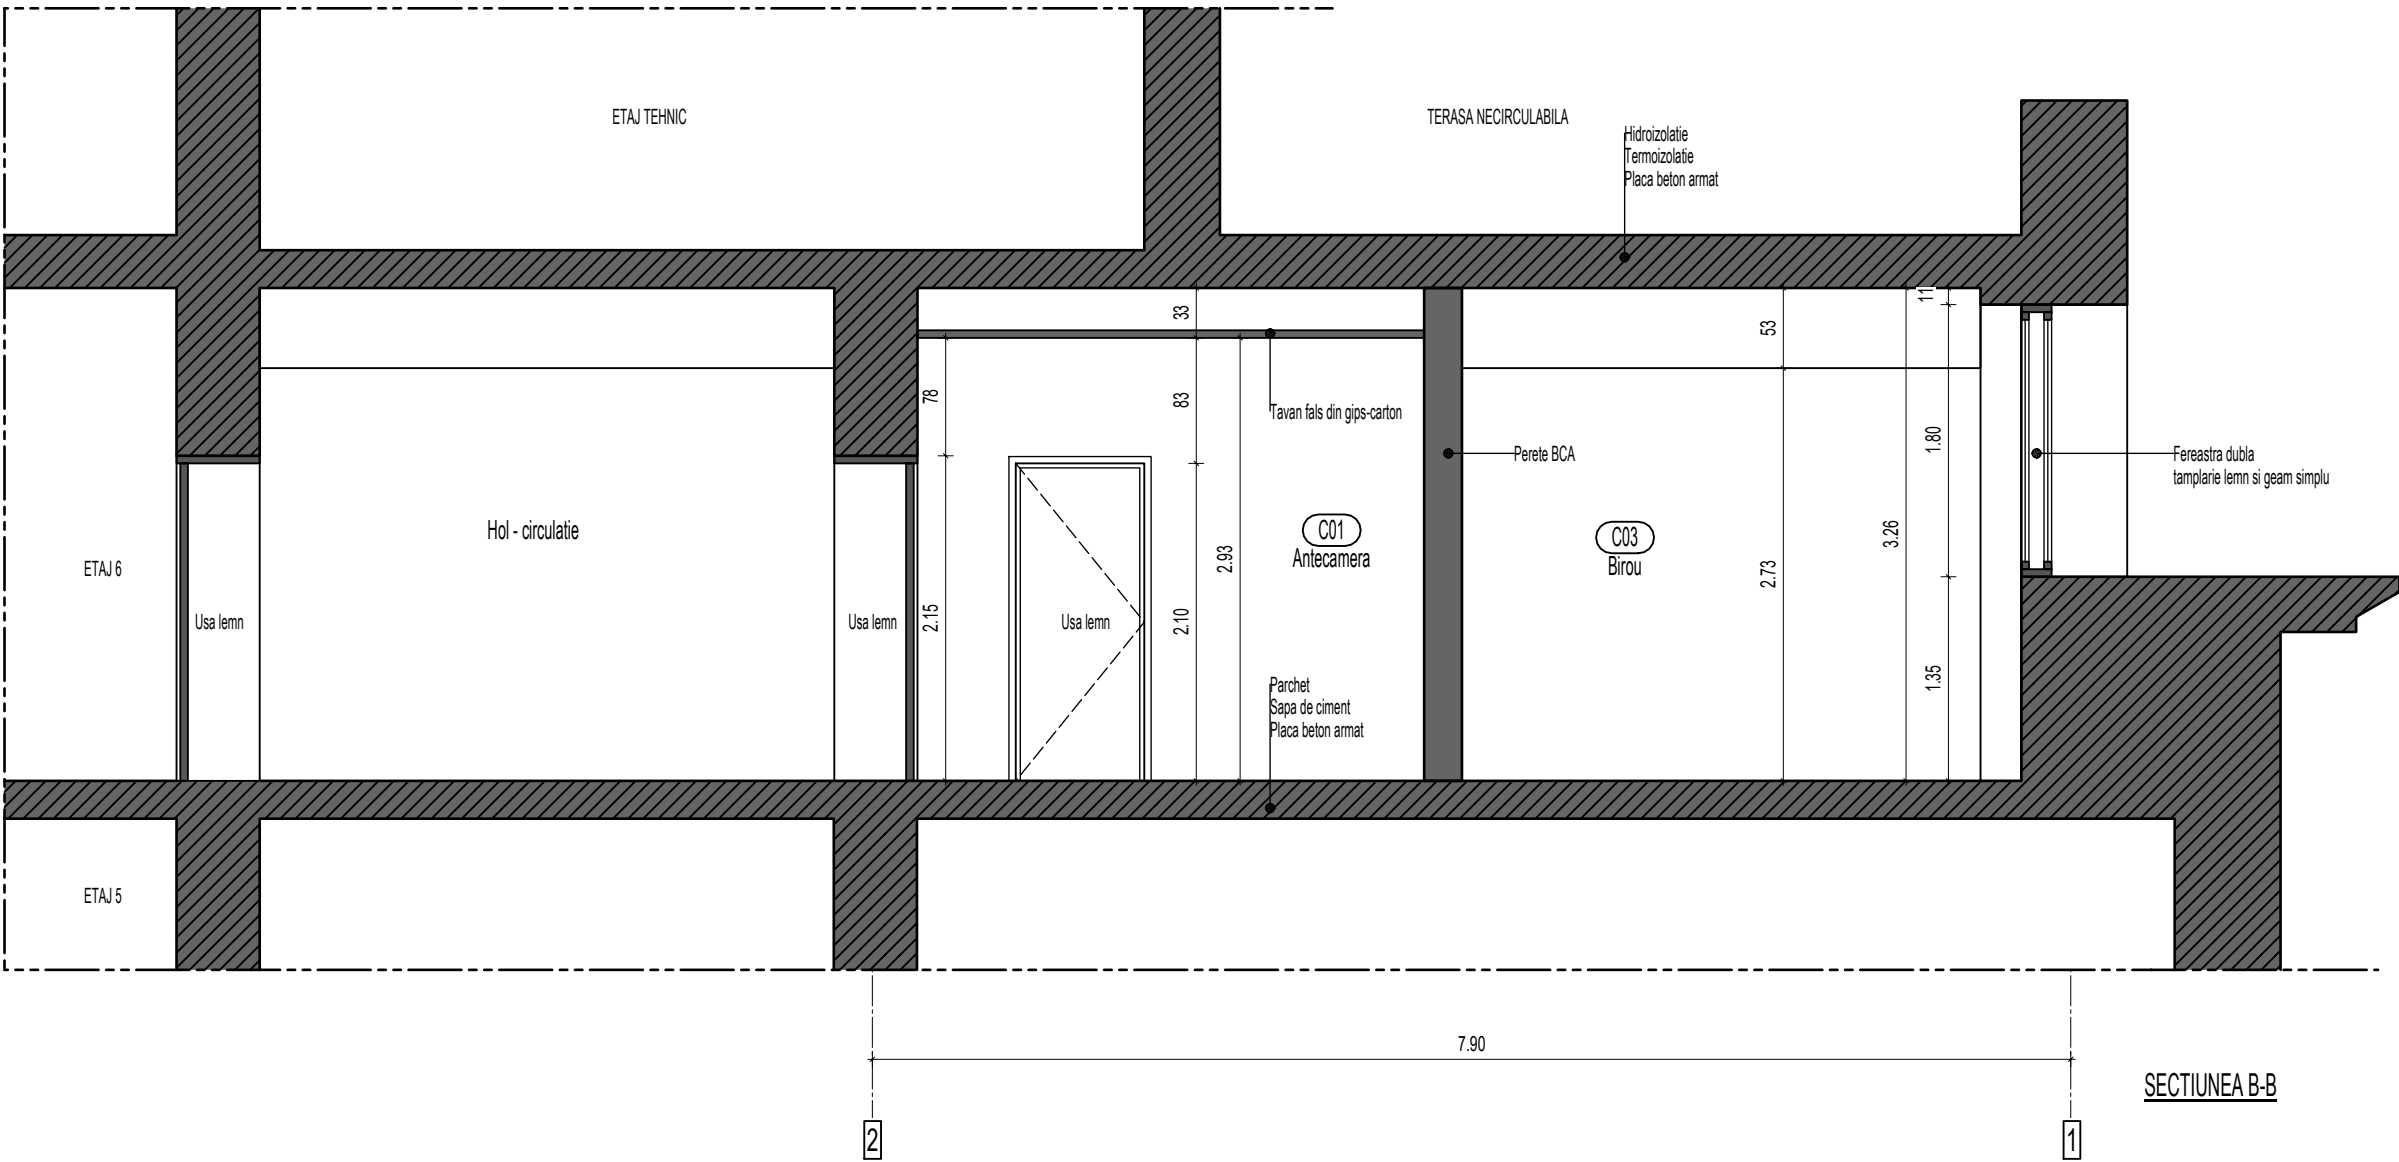 ETAJ TEHNIC
TERASA NECIRCULABILA
Hidroizolatie
Termoizolatie
Placa beton armat
33
53
11
78
83
Tavan fals din gips-carton
1.80
Perete BCA
Fereastra dubla
tamplarie lemn si geam simplu
Hol - circulatie
C01
Antecamera
C03
Birou
3.26
2.93
2.73
ETAJ 6
Usa lemn
Usa lemn
2.15
Usa lemn
2.10
1.35
Parchet
Sapa de ciment
Placa beton armat
ETAJ 5
7.90
SECTIUNEA B-B
2
1